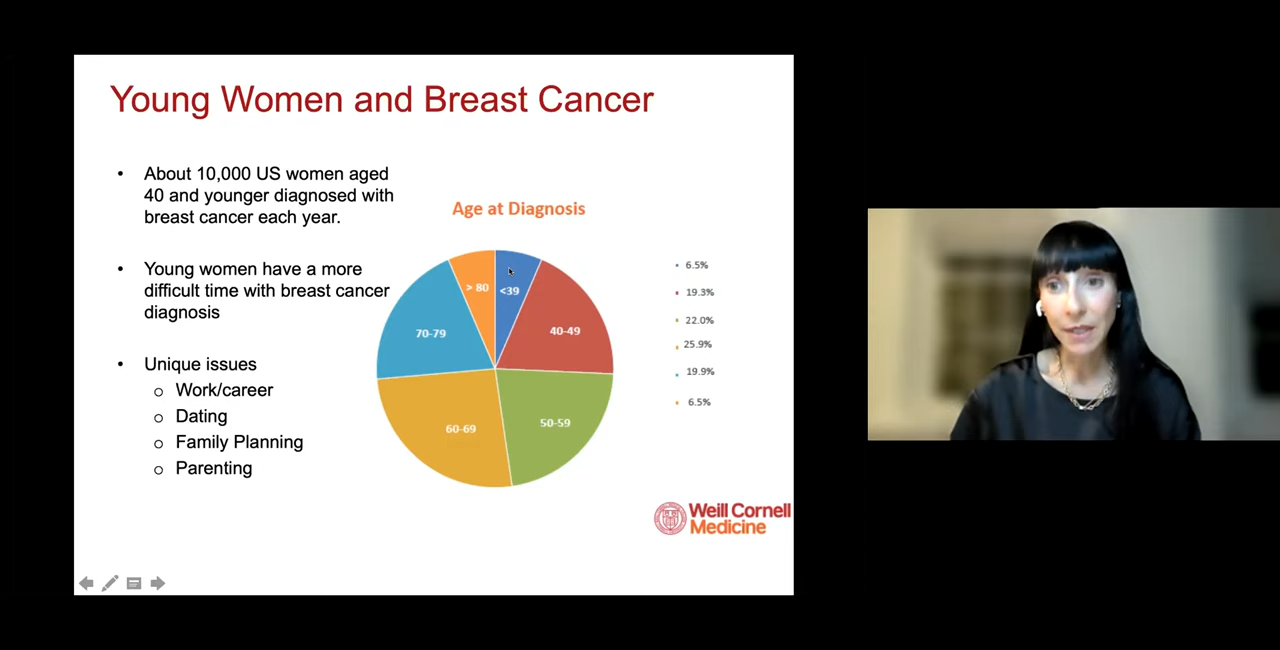 Young Women and Breast Cancer
• About 10,000 US women aged
40 and younger diagnosed with
breast cancer each year.
• Young women have a more
difficult time with breast cancer
diagnosis
• Unique issues
o Work/career
o Dating
o Family Planning
o Parenting
Age at Diagnosis
> 80
<39
70-79
40-49
60-69
50-59
6.5%
19.3%
22.0%
25.9%
19.9%
6.5%
Weill Cornell
Medicine